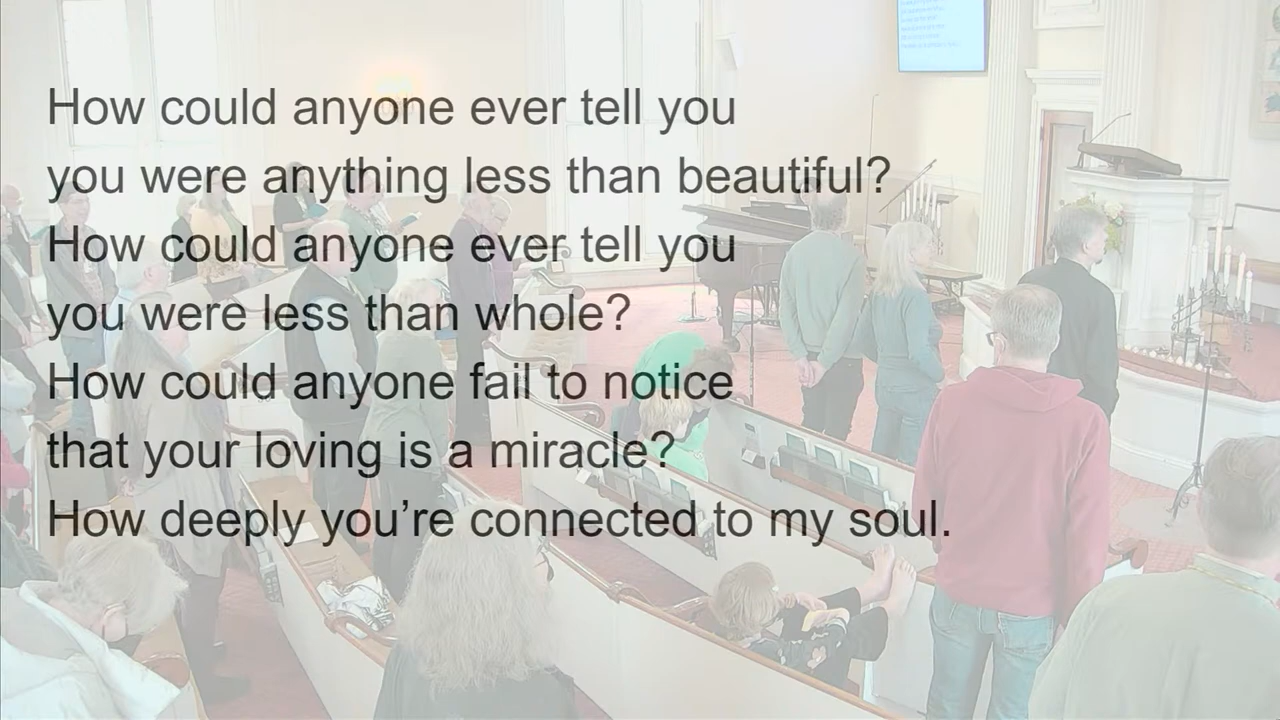 How could anyone ever tell you
you were anything less than beautiful?
How could anyone ever tell you
you were less than whole?
How could anyone fail to notice
that your loving is a miracle?
How deeply you’re connected to my soul.